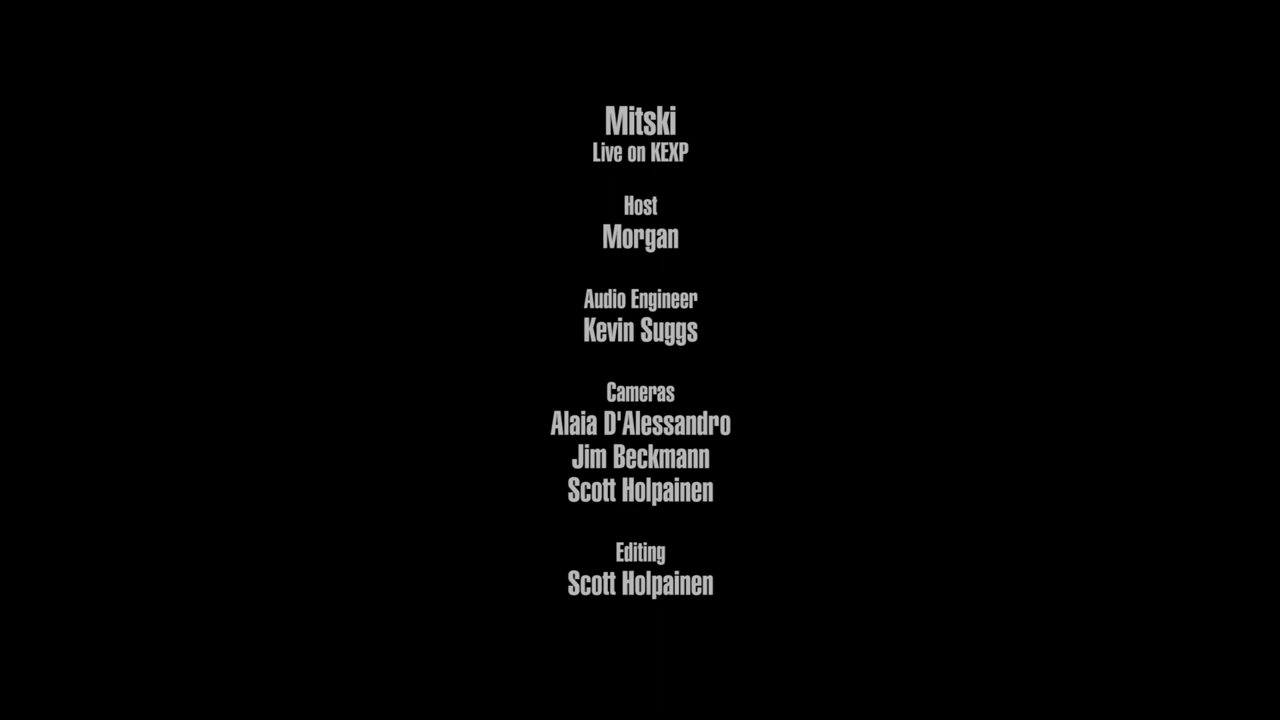 Mitski
Live on KEXP
Host
Morgan
Audio Engineer
Kevin Suggs
Cameras
Alaia D'Alessandro
Jim Beckmann
Scott Holpainen
Editing
Scott Holpainen